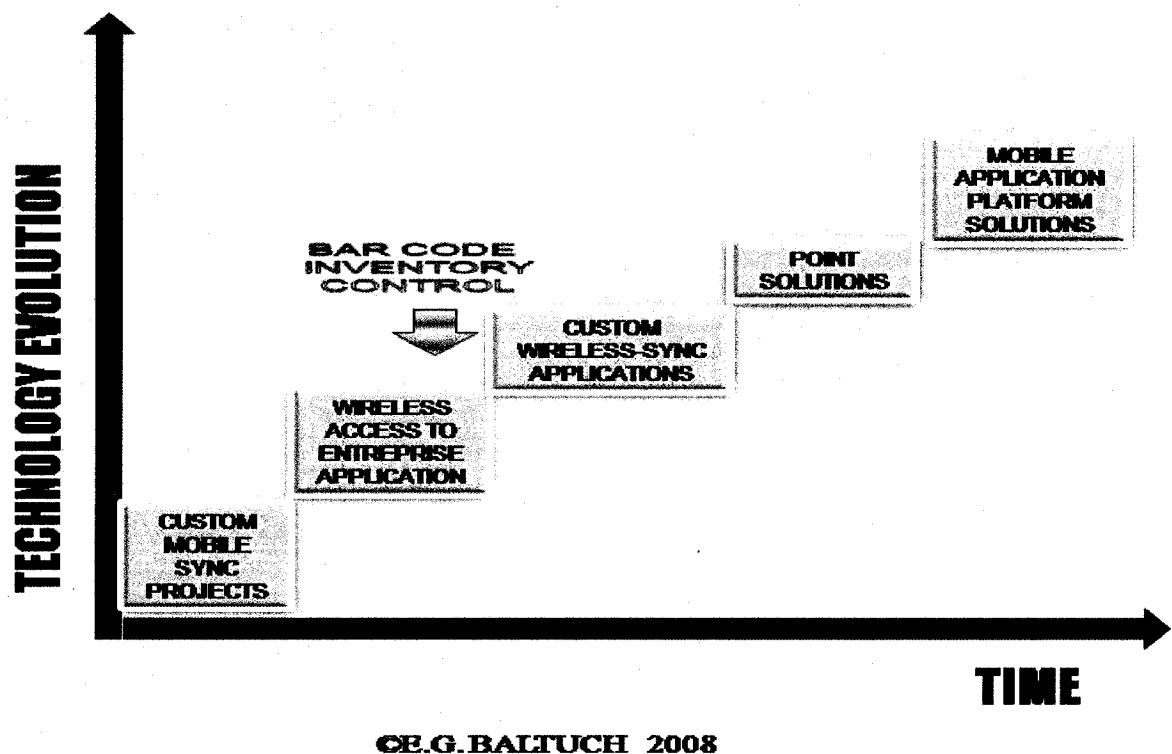 TECHNOLOGY EVOLUTION
MOBILE
APPLICATION
PLATFORM
SOLUTIONS
POINT
SOLUTIONS
BAR CODE
INVENTORY
CONTROL
CUSTOM
WIRELESS-SYNC
APPLICATIONS
WIRELESS
ACCESS TO
ENTREPRISE
APPLICATION
CUSTOM
MOBILE
SYNC
PROJECTS
TIME
©E.G.BALTUCH 2008